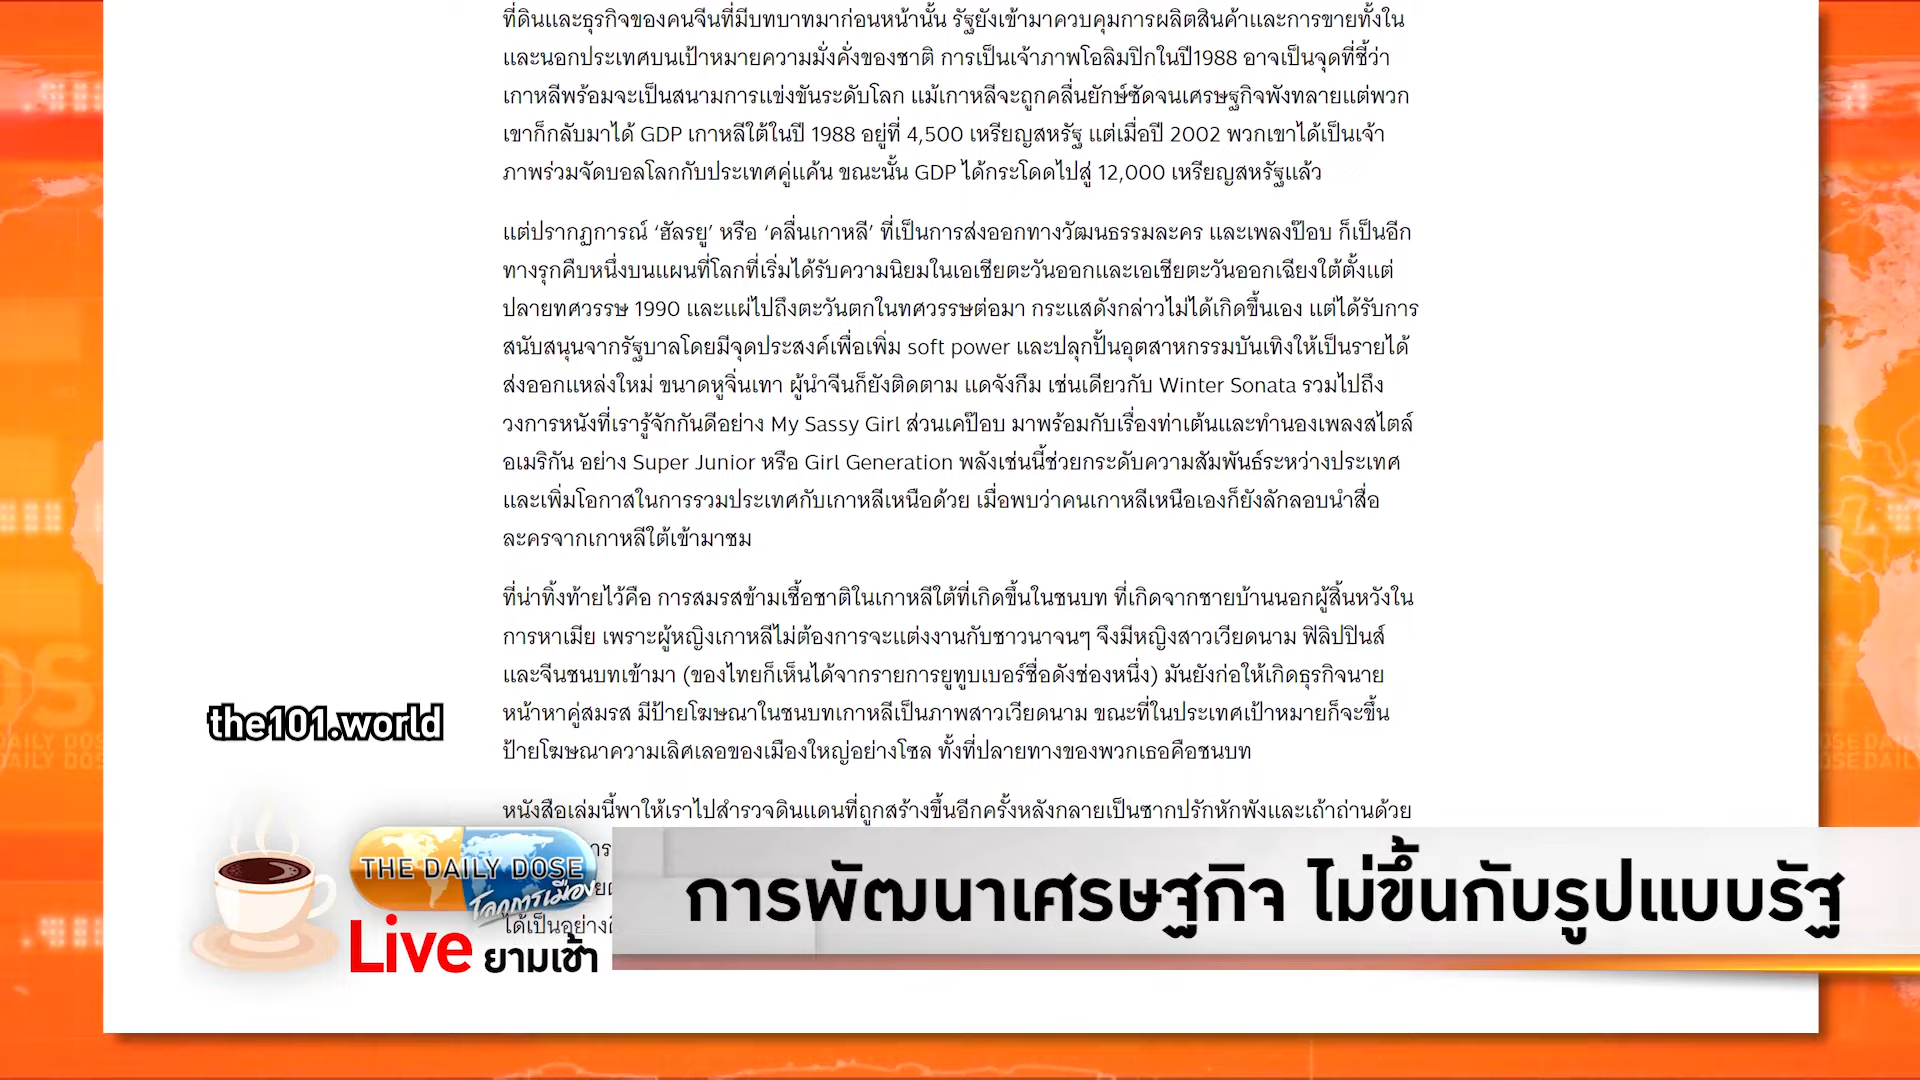 ที่ดินและธุรกิจของคนจีนที่มีบทบาทมาก่อนหน้านั้น รัฐยังเข้ามาควบคุมการผลิตสินค้าและการขายทั้งใน
และนอกประเทศบนเป้าหมายความมั่งคั่งของชาติ การเป็นเจ้าภาพโอลิมปิกในปี1988 อาจเป็นจุดที่ชี้ว่า
เกาหลีพร้อมจะเป็นสนามการแข่งขันระดับโลก แม้เกาหลีจะถูกคลื่นยักษ์ซัดจนเศรษฐกิจพังทลายแต่พวก
เขาก็กลับมาได้ GDP เกาหลีใต้ในปี 1988 อยู่ที่ 4,500 เหรียญสหรัฐ แต่เมื่อปี 2002 พวกเขาได้เป็นเจ้า
ภาพร่วมจัดบอลโลกกับประเทศคู่แค้น ขณะนั้น GDP ได้กระโดดไปสู่ 12,000 เหรียญสหรัฐแล้ว
แต่ปรากฏการณ์ ‘ฮัลรยู’ หรือ ‘คลื่นเกาหลี’ ที่เป็นการส่งออกทางวัฒนธรรมละคร และเพลงป๊อบ ก็เป็นอีก
ทางรุกคืบหนึ่งบนแผนที่โลกที่เริ่มได้รับความนิยมในเอเชียตะวันออกและเอเชียตะวันออกเฉียงใต้ตั้งแต่
ปลายทศวรรษ 1990 และแผ่ไปถึงตะวันตกในทศวรรษต่อมา กระแสดังกล่าวไม่ได้เกิดขึ้นเอง แต่ได้รับการ
สนับสนุนจากรัฐบาลโดยมีจุดประสงค์เพื่อเพิ่ม soft power และปลุกปั้นอุตสาหกรรมบันเทิงให้เป็นรายได้
ส่งออกแหล่งใหม่ ขนาดหูจิ่นเทา ผู้นำจีนก็ยังติดตาม แดจังกึม เช่นเดียวกับ Winter Sonata รวมไปถึง
วงการหนังที่เรารู้จักกันดีอย่าง My Sassy Girl ส่วนเคป๊อบ มาพร้อมกับเรื่องท่าเต้นและทำนองเพลงสไตล์
อเมริกัน อย่าง Super Junior หรือ Girl Generation พลังเช่นนี้ช่วยกระดับความสัมพันธ์ระหว่างประเทศ
และเพิ่มโอกาสในการรวมประเทศกับเกาหลีเหนือด้วย เมื่อพบว่าคนเกาหลีเหนือเองก็ยังลักลอบนำสื่อ
ละครจากเกาหลีใต้เข้ามาชม
ที่น่าทิ้งท้ายไว้คือ การสมรสข้ามเชื้อชาติในเกาหลีใต้ที่เกิดขึ้นในชนบท ที่เกิดจากชายบ้านนอกผู้สิ้นหวังใน
การหาเมีย เพราะผู้หญิงเกาหลีไม่ต้องการจะแต่งงานกับชาวนาจนๆ จึงมีหญิงสาวเวียดนาม ฟิลิปปินส์
และจีนชนบทเข้ามา (ของไทยก็เห็นได้จากรายการยูทูบเบอร์ชื่อดังช่องหนึ่ง) มันยังก่อให้เกิดธุรกิจนาย
หน้าหาคู่สมรส มีป้ายโฆษณาในชนบทเกาหลีเป็นภาพสาวเวียดนาม ขณะที่ในประเทศเป้าหมายก็จะขึ้น
ป้ายโฆษณาความเลิศเลอของเมืองใหญ่อย่างโซล ทั้งที่ปลายทางของพวกเธอคือชนบท
the101.world
หนังสือเล่มนี้พาให้เราไปสำรวจดินแดนที่ถูกสร้างขึ้นอีกครั้งหลังกลายเป็นซากปรักหักพังและเถ้าถ่านด้วย
ได้เป็นอย่าง
THE DAILY DOSE
โลกการเมือง
Live ยามเช้า
การพัฒนาเศรษฐกิจ ไม่ขึ้นกับรูปแบบรัฐ